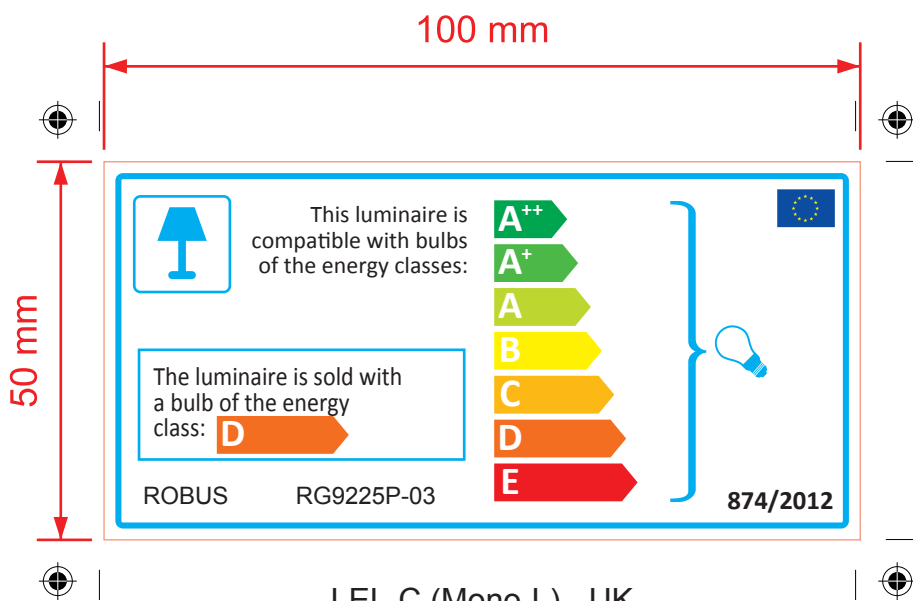 100 mm
50 mm
This luminaire is
compatible with bulbs
of the energy classes:
A++
A+
A
B
C
D
E
The luminaire is sold with
a bulb of the energy
class: D
ROBUS RG9225P-03
874/2012